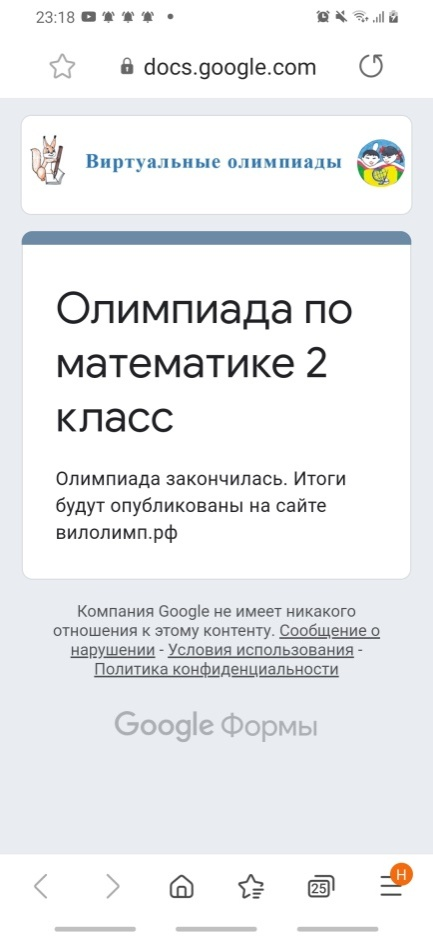 23:18
docs.google.com
Виртуальные олимпиады
Олимпиада по
математике 2
класс
Олимпиада закончилась. Итоги
будут опубликованы на сайте
вилолимп.рф
Компания Google не имеет никакого
отношения к этому контенту. Сообщение о
нарушении - Условия использования -
Политика конфиденциальности
Google Формы
25
Н